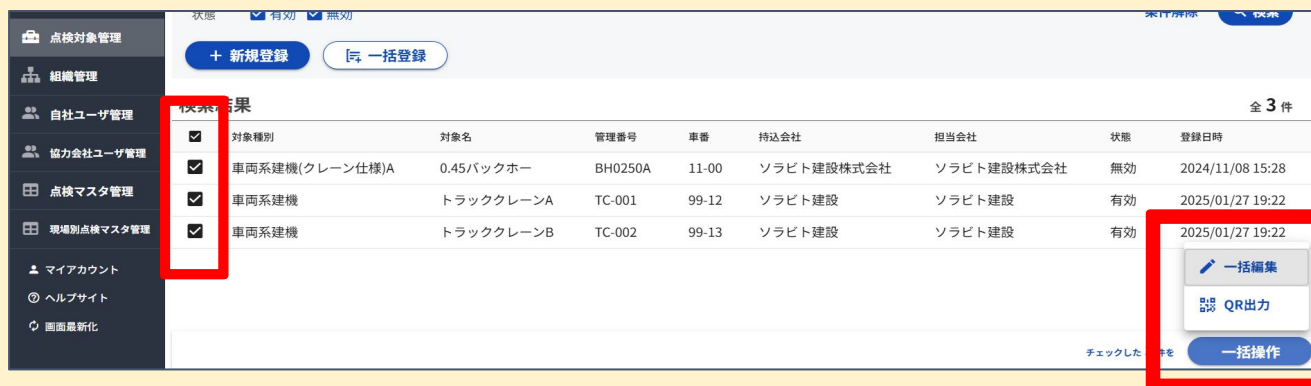 状態 有効 無効 条件解除 検索
点検対象管理
組織管理
自社ユーザ管理
協力会社ユーザ管理
点検マスタ管理
現場別点検マスタ管理
マイアカウント
ヘルプサイト
画面最新化
+ 新規登録 一括登録
検索結果 全 3 件
対象種別 対象名 管理番号 車番 持込会社 担当会社 状態 登録日時
車両系建機(クレーン仕様)A 0.45バックホー BH0250A 11-00 ソラビト建設株式会社 ソラビト建設株式会社 無効 2024/11/08 15:28
車両系建機 トラッククレーンA TC-001 99-12 ソラビト建設 ソラビト建設 有効 2025/01/27 19:22
車両系建機 トラッククレーンB TC-002 99-13 ソラビト建設 ソラビト建設 有効 2025/01/27 19:22
一括編集
QR出力
チェックした 件を 一括操作